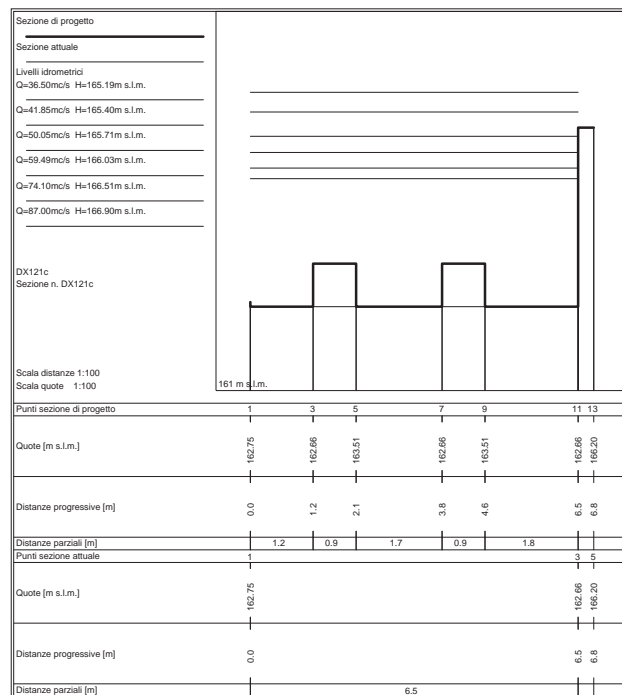 Sezione di progetto
Sezione attuale
Livelli idrometrici
Q=36.50mc/s H=165.19m s.l.m.
Q=41.85mc/s H=165.40m s.l.m.
Q=50.05mc/s H=165.71m s.l.m.
Q=59.49mc/s H=166.03m s.l.m.
Q=74.10mc/s H=166.51m s.l.m.
Q=87.00mc/s H=166.90m s.l.m.
DX121c
Sezione n. DX121c
Scala distanze 1:100
Scala quote 1:100
161 m s.l.m.
Punti sezione di progetto 1 3 5 7 9 11 13
Quote [m s.l.m.] 162.75 162.66 163.51 162.66 163.51 162.66 166.20
Distanze progressive [m] 0.0 1.2 2.1 3.8 4.6 6.5 6.8
Distanze parziali [m] 1.2 0.9 1.7 0.9 1.8
Punti sezione attuale 1 3 5
Quote [m s.l.m.] 162.75 162.66 166.20
Distanze progressive [m] 0.0 6.5 6.8
Distanze parziali [m] 6.5